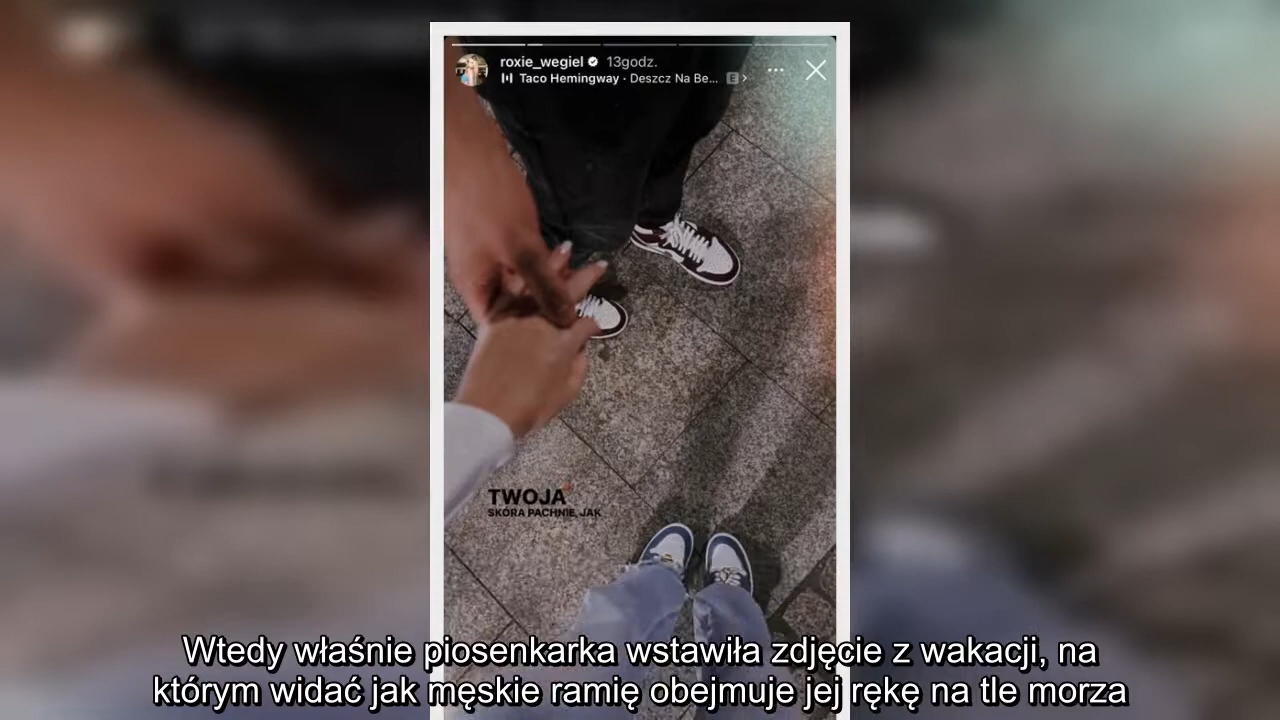 roxie_wegiel 13godz.
Taco Hemingway · Deszcz Na Be... E
TWOJA
SKÓRA PACHNIE, JAK
Wtedy właśnie piosenkarka wstawiła zdjęcie z wakacji, na
którym widać jak męskie ramię obejmuje jej rękę na tle morza